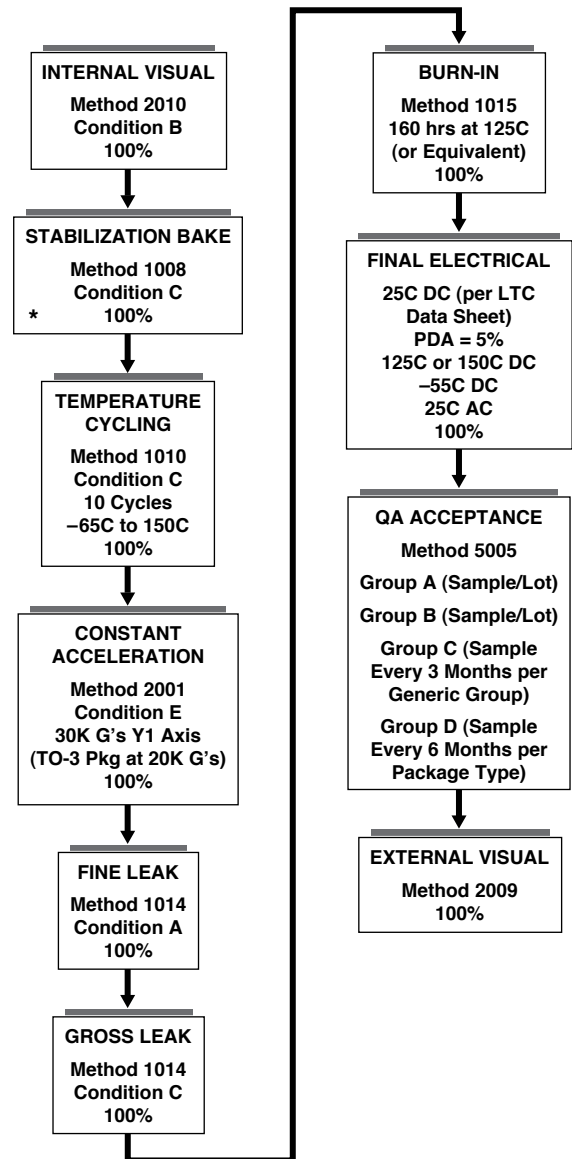 INTERNAL VISUAL
Method 2010
Condition B
100%
STABILIZATION BAKE
Method 1008
Condition C
* 100%
TEMPERATURE
CYCLING
Method 1010
Condition C
10 Cycles
–65C to 150C
100%
CONSTANT
ACCELERATION
Method 2001
Condition E
30K G's Y1 Axis
(TO-3 Pkg at 20K G's)
100%
FINE LEAK
Method 1014
Condition A
100%
GROSS LEAK
Method 1014
Condition C
100%
BURN-IN
Method 1015
160 hrs at 125C
(or Equivalent)
100%
FINAL ELECTRICAL
25C DC (per LTC
Data Sheet)
PDA = 5%
125C or 150C DC
–55C DC
25C AC
100%
QA ACCEPTANCE
Method 5005
Group A (Sample/Lot)
Group B (Sample/Lot)
Group C (Sample
Every 3 Months per
Generic Group)
Group D (Sample
Every 6 Months per
Package Type)
EXTERNAL VISUAL
Method 2009
100%